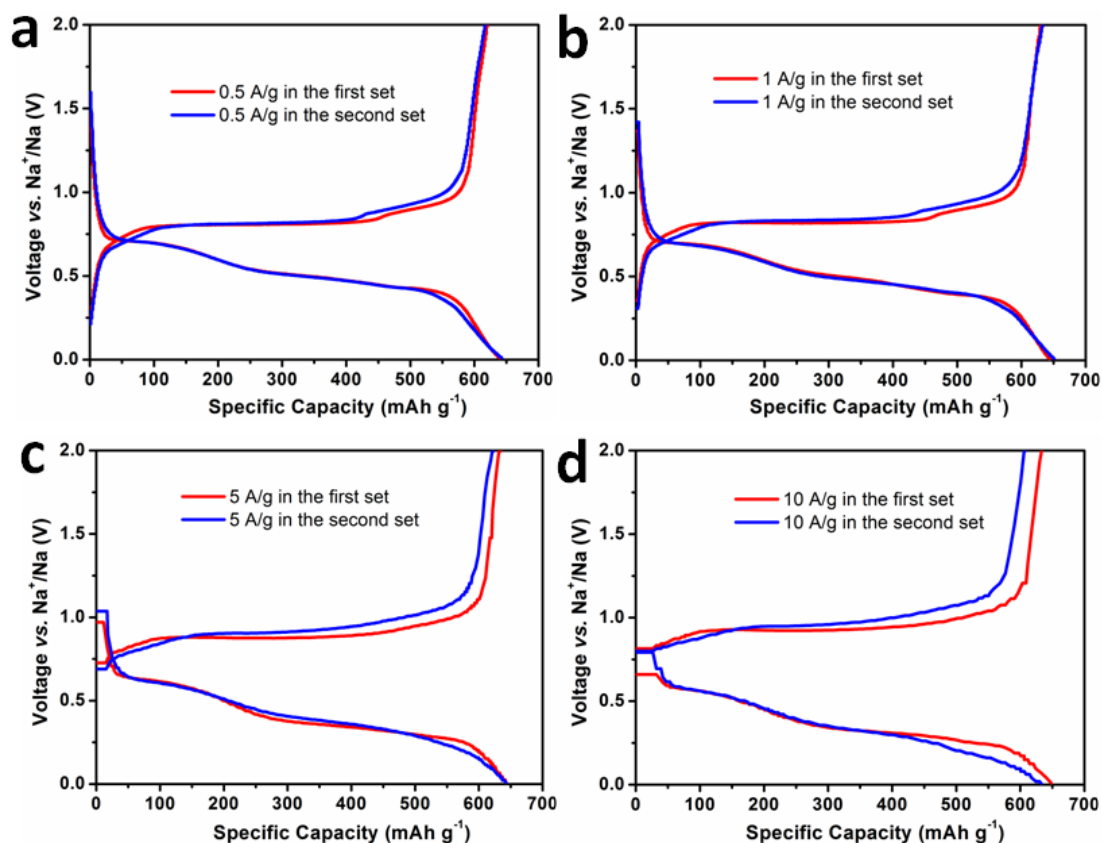 a
2.0
1.5
1.0
0.5
0.0
Voltage vs. Na⁺/Na (V)
0.5 A/g in the first set
0.5 A/g in the second set
0 100 200 300 400 500 600 700
Specific Capacity (mAh g⁻¹)
b
2.0
1.5
1.0
0.5
0.0
Voltage vs. Na⁺/Na (V)
1 A/g in the first set
1 A/g in the second set
0 100 200 300 400 500 600 700
Specific Capacity (mAh g⁻¹)
c
2.0
1.5
1.0
0.5
0.0
Voltage vs. Na⁺/Na (V)
5 A/g in the first set
5 A/g in the second set
0 100 200 300 400 500 600 700
Specific Capacity (mAh g⁻¹)
d
2.0
1.5
1.0
0.5
0.0
Voltage vs. Na⁺/Na (V)
10 A/g in the first set
10 A/g in the second set
0 100 200 300 400 500 600 700
Specific Capacity (mAh g⁻¹)